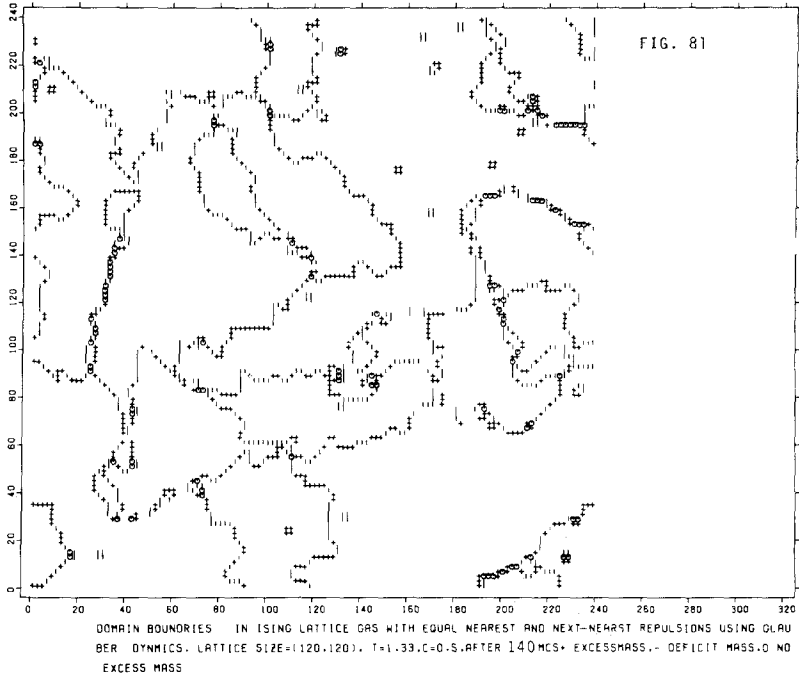 FIG. 81
240
220
200
180
160
140
120
100
80
60
40
20
0
0 20 40 60 80 100 120 140 160 180 200 220 240 260 280 300 320
DOMAIN BOUNDRIES IN ISING LATTICE GAS WITH EQUAL NEAREST AND NEXT-NEAREST REPULSIONS USING GLAU
BER DYNMICS. LATTICE SIZE=(120,120), T=1.33,C=0.5.AFTER 140 MCS+ EXCESSMASS.- DEFICIT MASS.O NO
EXCESS MASS